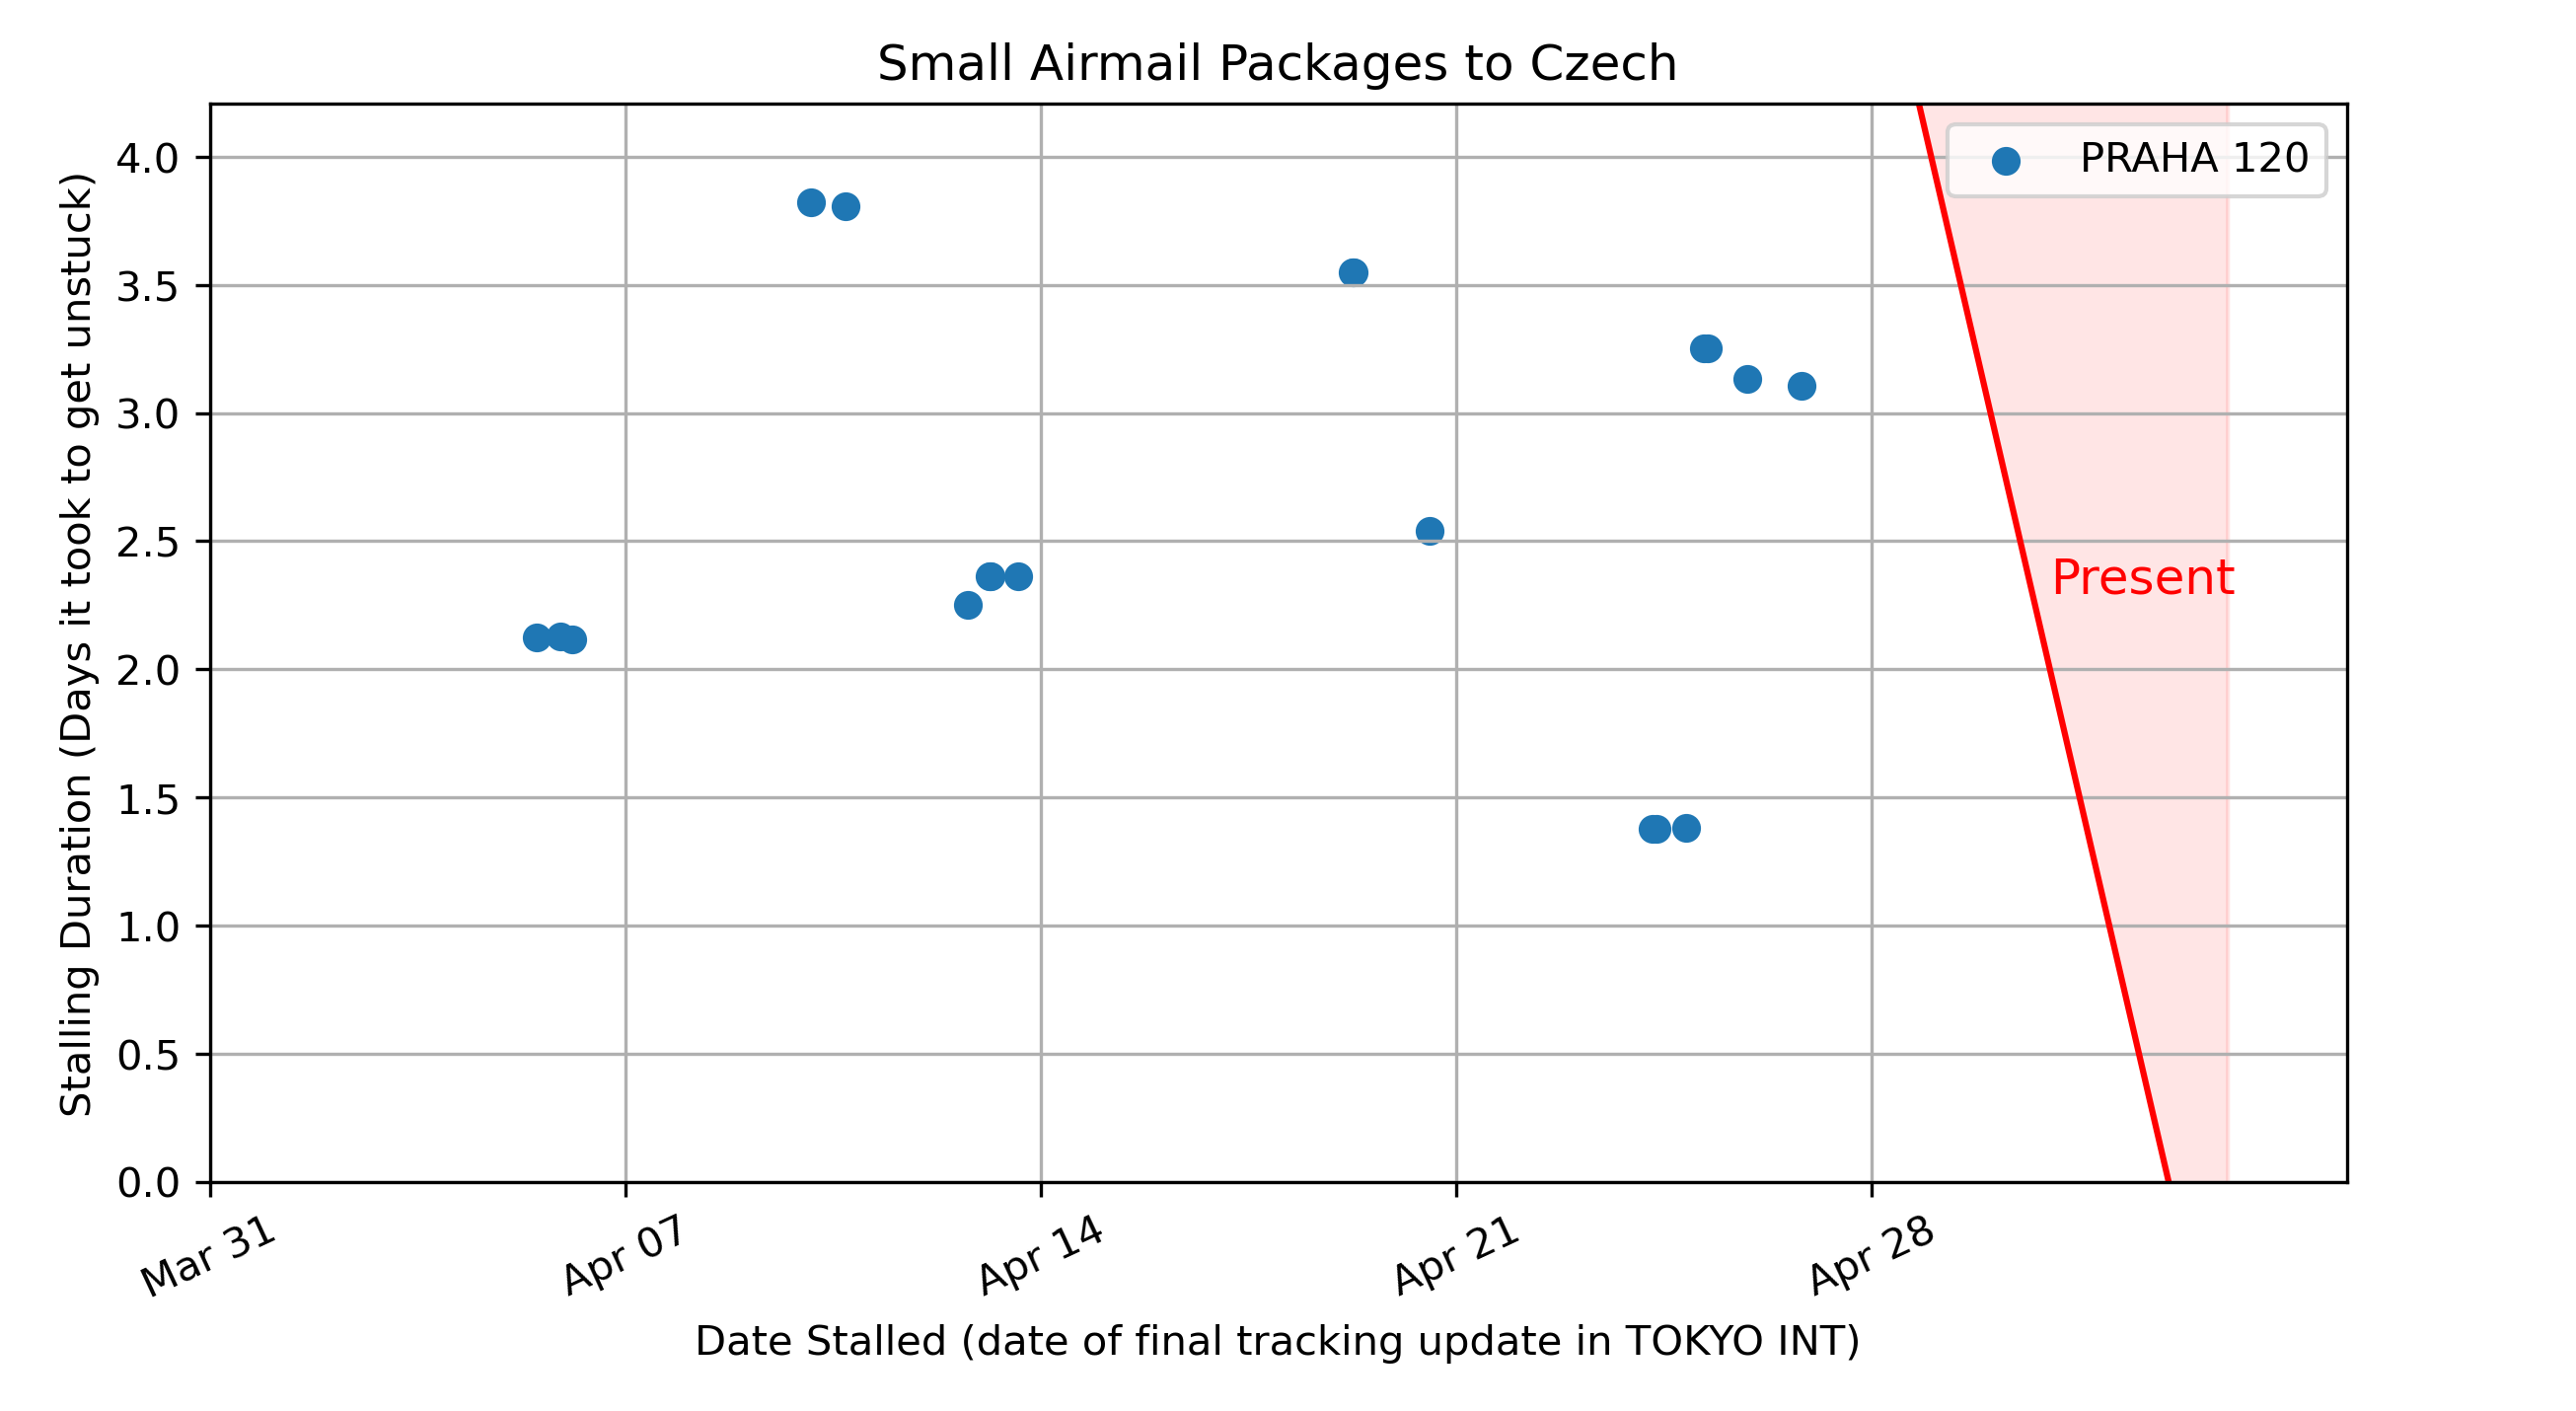 Small Airmail Packages to Czech
PRAHA 120
Present
Stalling Duration (Days it took to get unstuck)
4.0
3.5
3.0
2.5
2.0
1.5
1.0
0.5
0.0
Mar 31
Apr 07
Apr 14
Apr 21
Apr 28
Date Stalled (date of final tracking update in TOKYO INT)